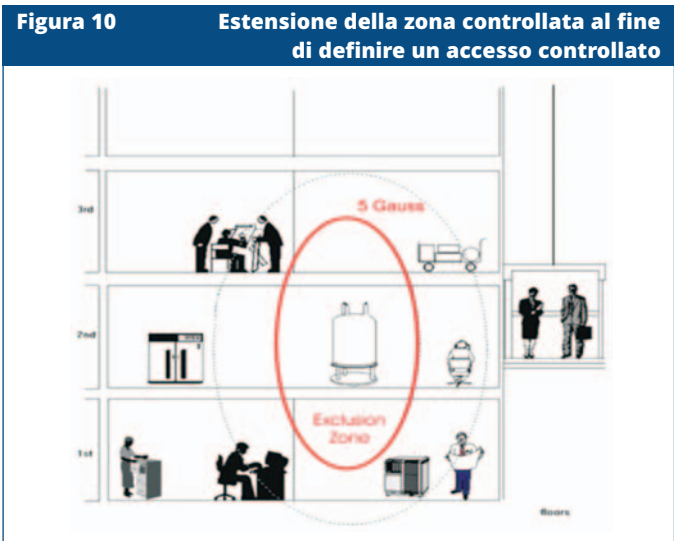 Figura 10
Estensione della zona controllata al fine
di definire un accesso controllato
3rd
5 Gauss
2nd
Exclusion
Zone
1st
floors